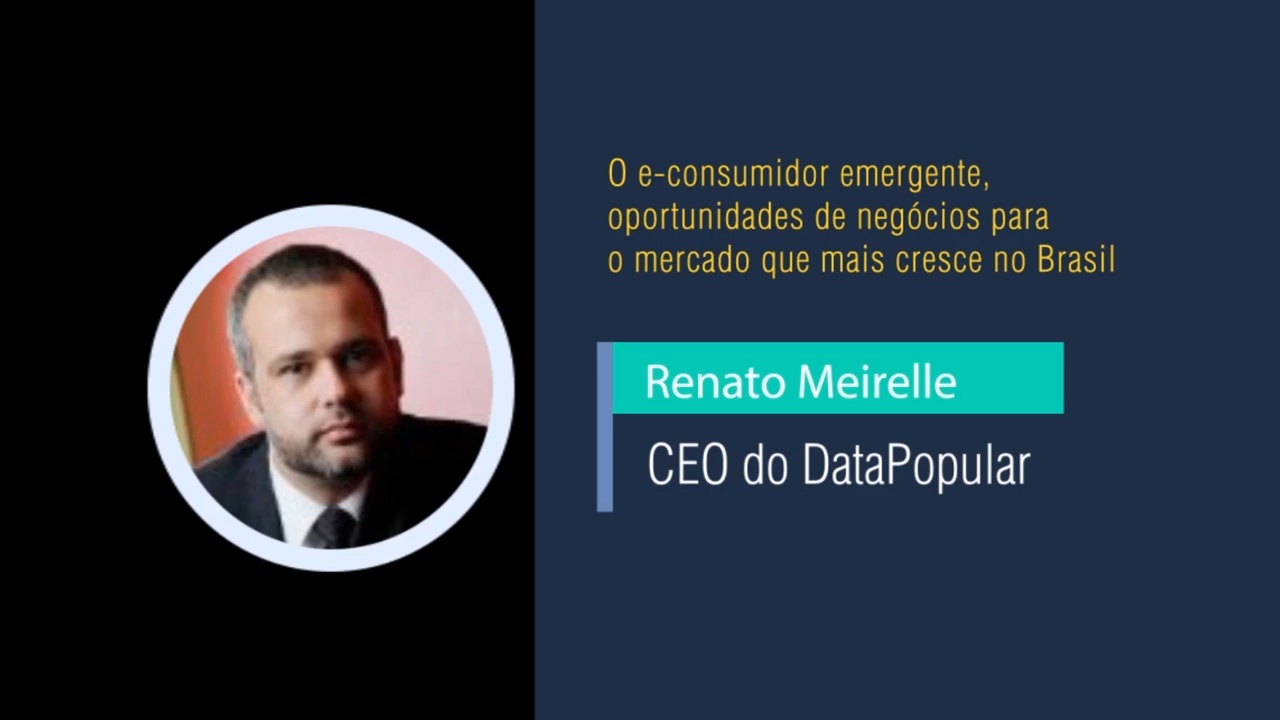 O e-consumidor emergente,
oportunidades de negócios para
o mercado que mais cresce no Brasil
Renato Meirelle
CEO do DataPopular